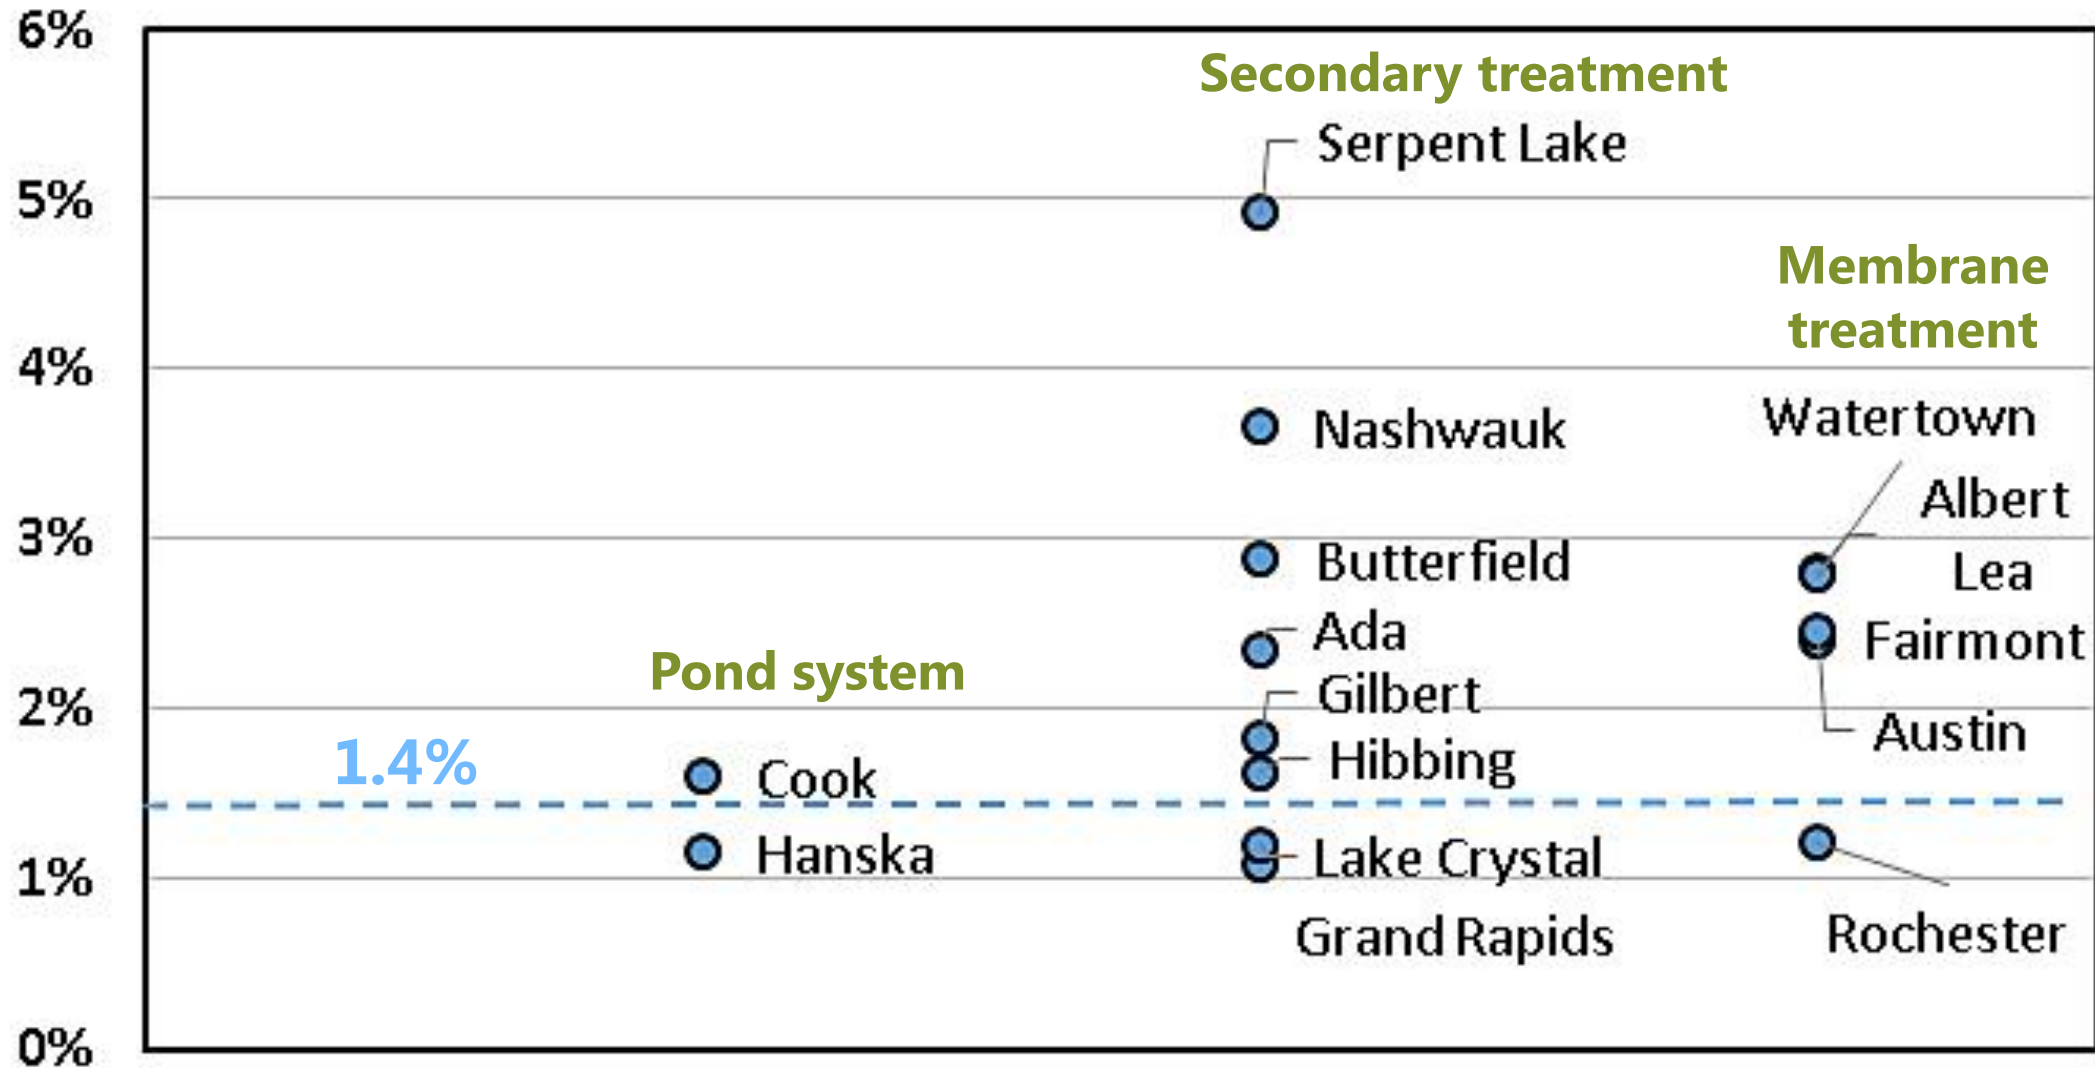 6%
Secondary treatment
Serpent Lake
5%
Membrane
treatment
4%
Watertown
Nashwauk
Albert
Lea
3%
Butterfield
Ada
Fairmont
Pond system
Gilbert
2%
Austin
1.4%
Hibbing
Cook
Hanska
Lake Crystal
1%
Grand Rapids
Rochester
0%